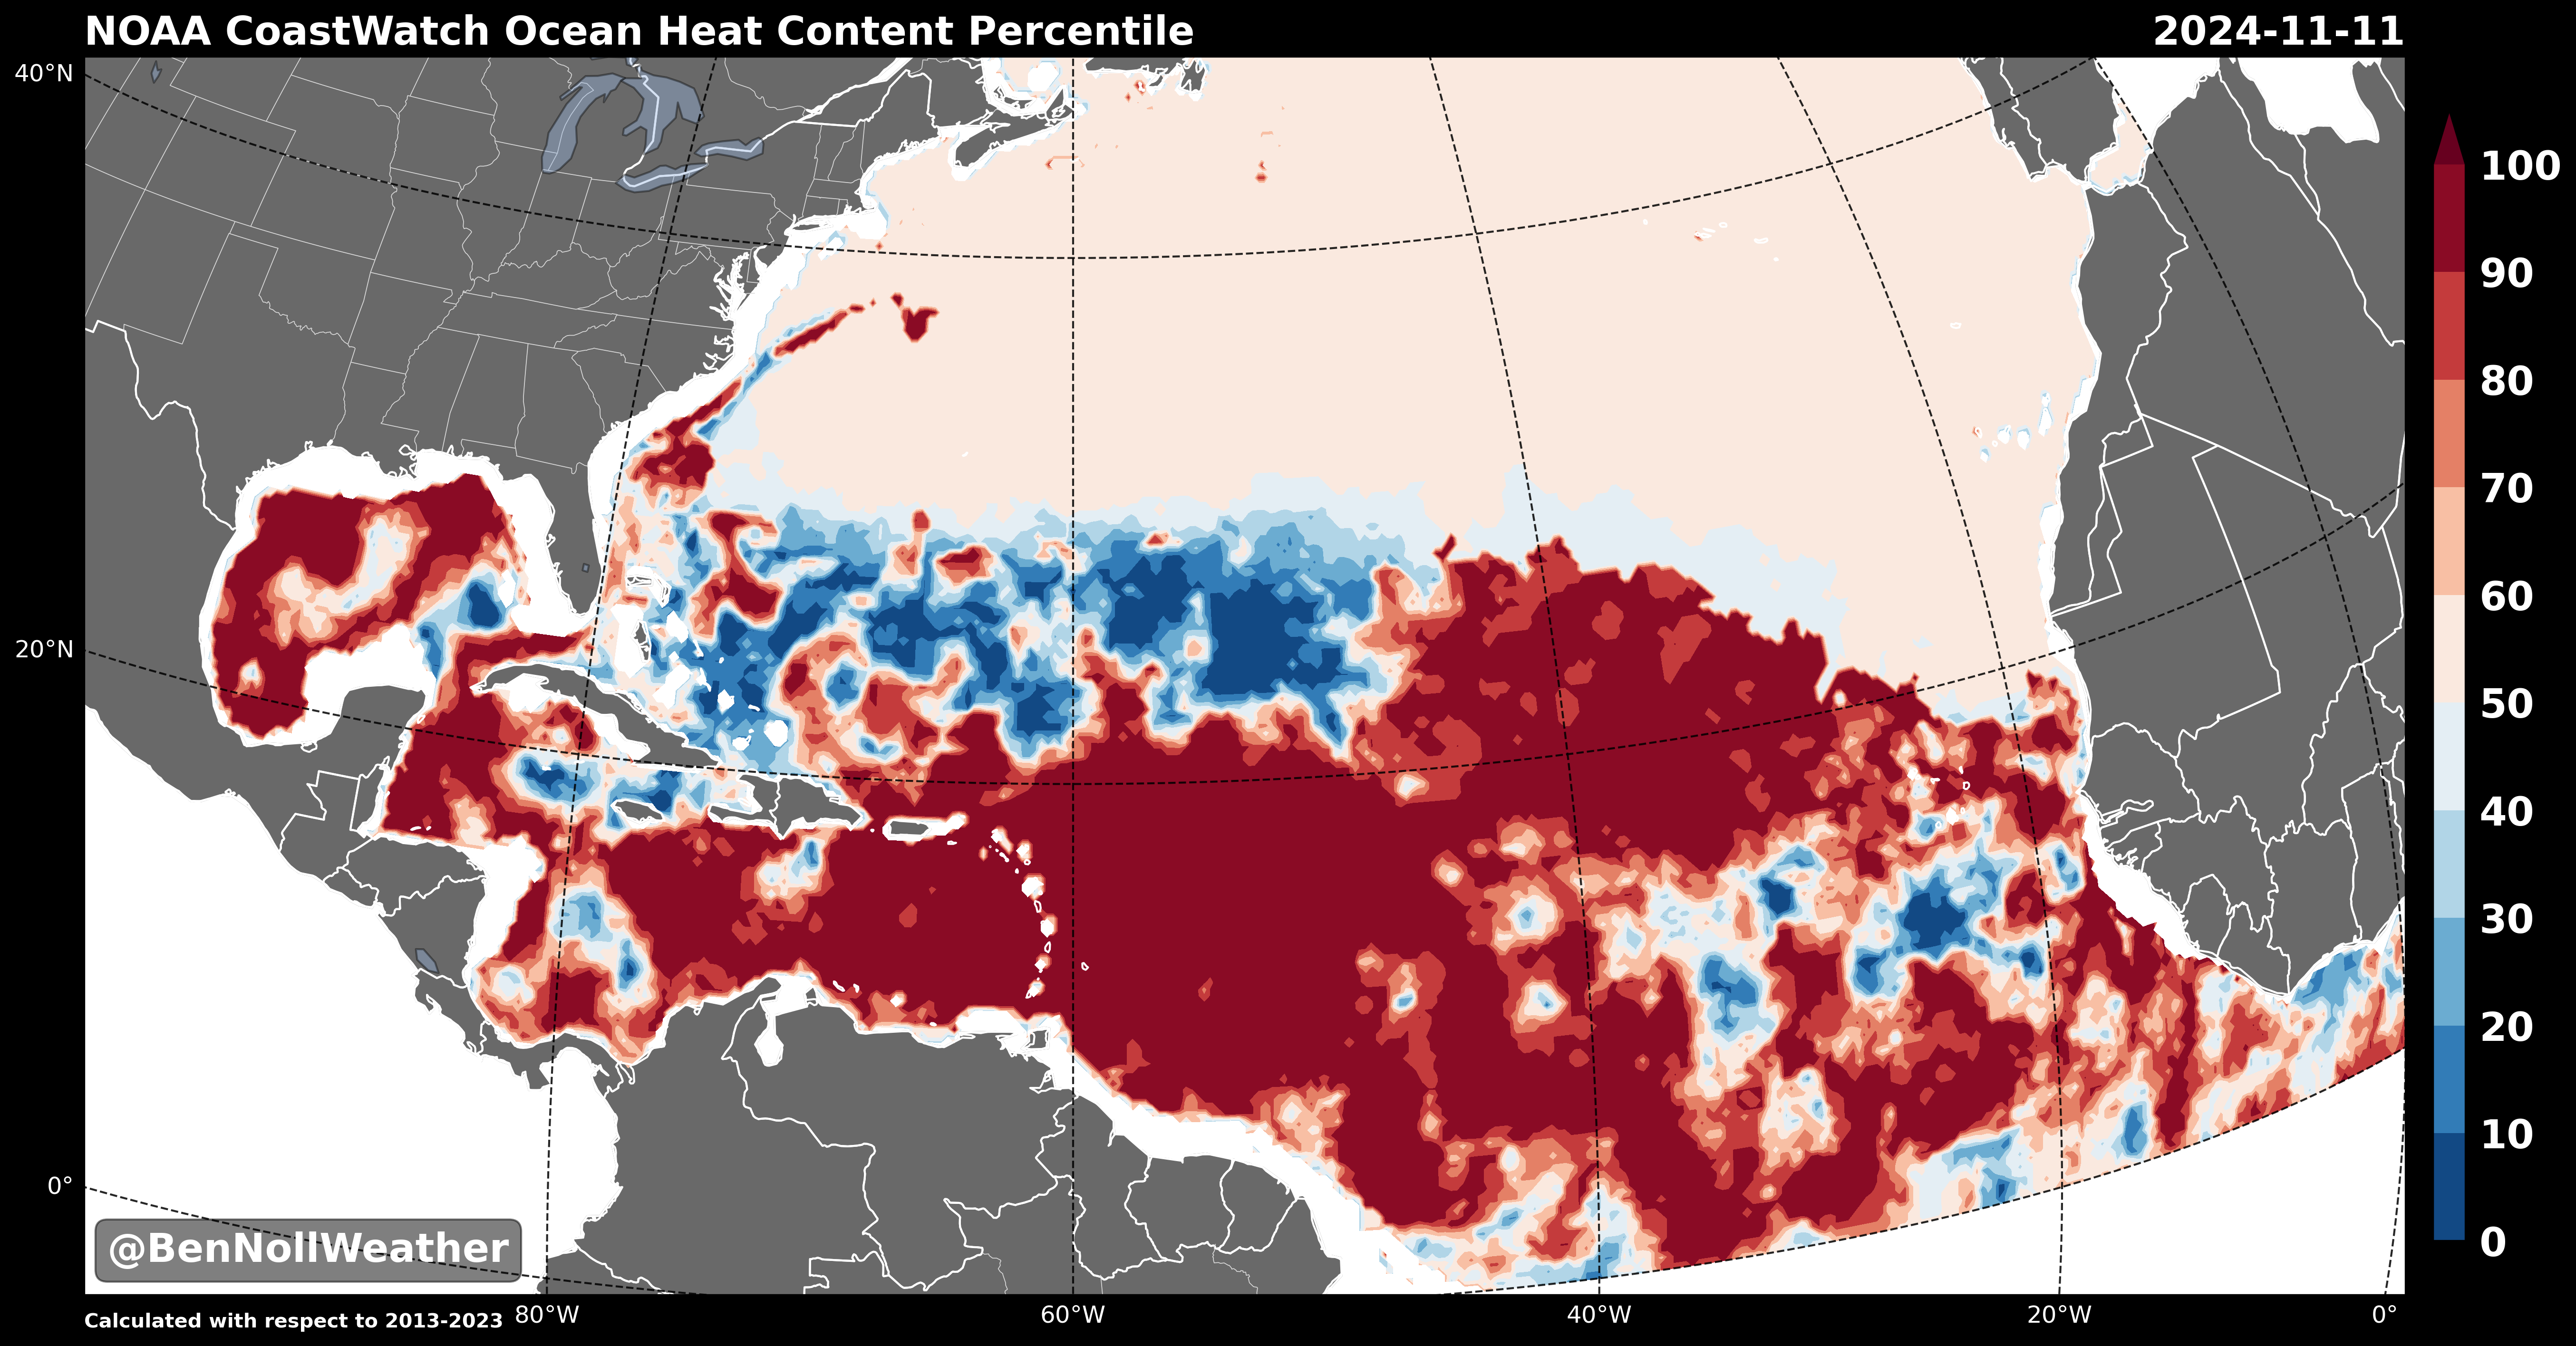 NOAA CoastWatch Ocean Heat Content Percentile
2024-11-11
40°N
20°N
0°
100
90
80
70
60
50
40
30
20
10
0
@BenNollWeather
Calculated with respect to 2013-2023
80°W
60°W
40°W
20°W
0°